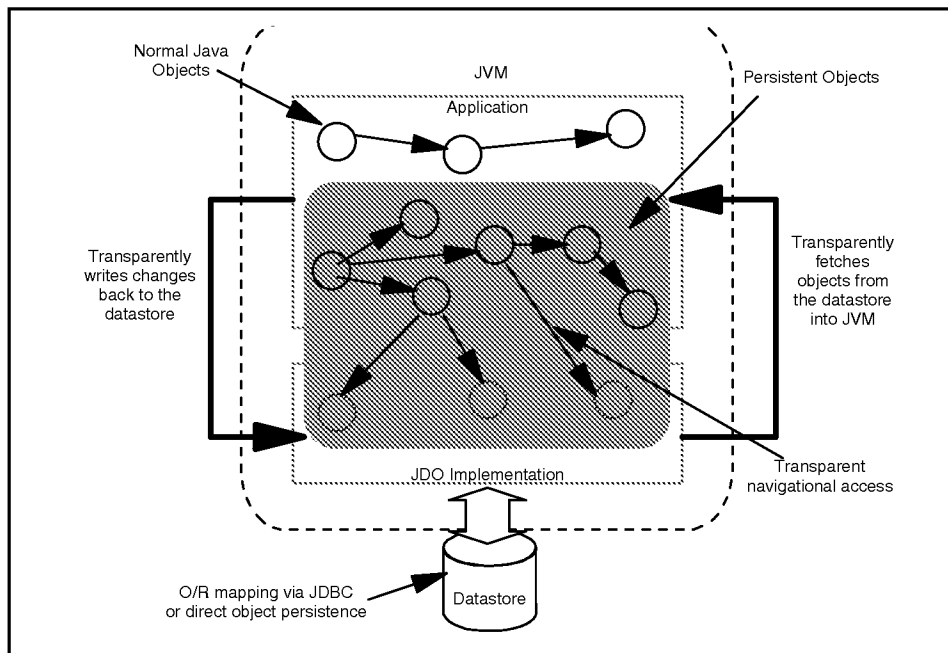 Normal Java
Objects
JVM
Application
Persistent Objects
Transparently
writes changes
back to the
datastore
Transparently
fetches
objects from
the datastore
into JVM
JDO Implementation
Transparent
navigational access
O/R mapping via JDBC
or direct object persistence
Datastore